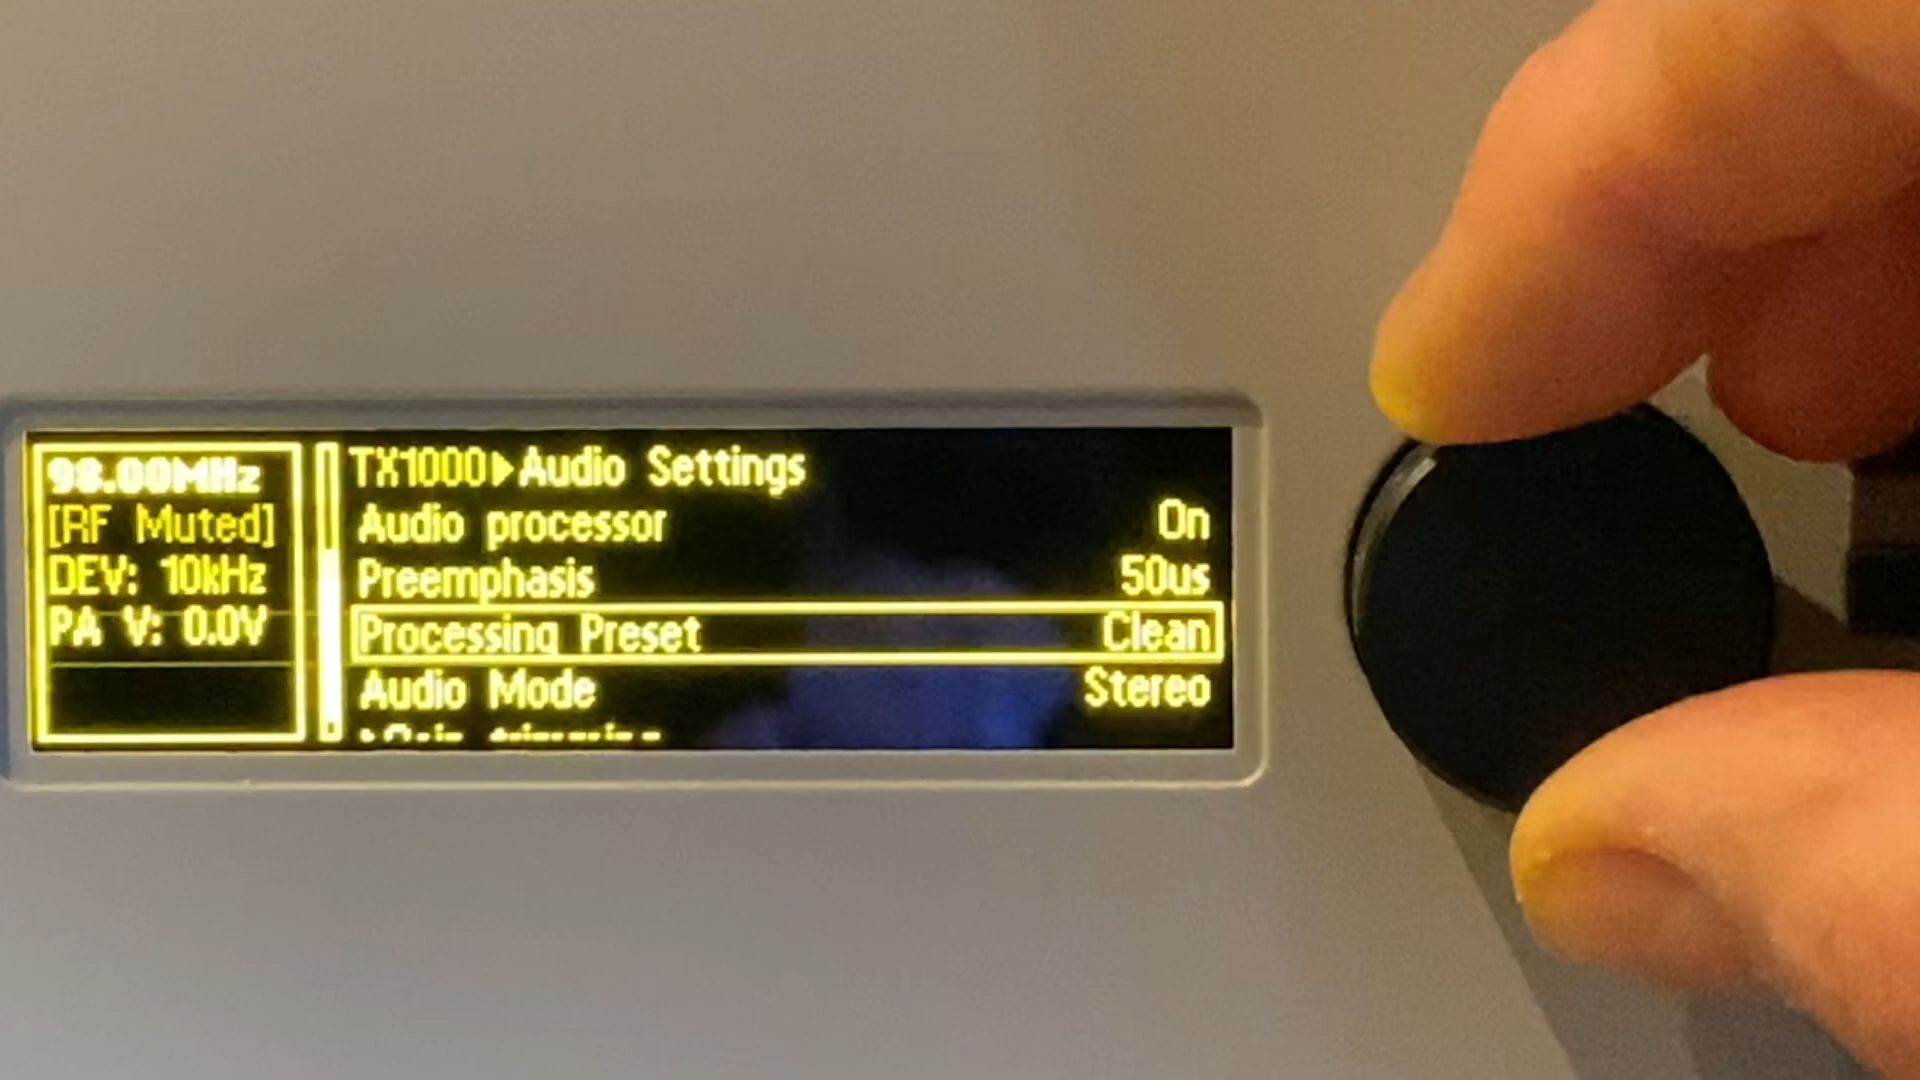 98.00MHz
[RF Muted]
DEV: 10kHz
PA V: 0.0V
TX1000▶Audio Settings
Audio processor On
Preemphasis 50us
Processing Preset Clean
Audio Mode Stereo